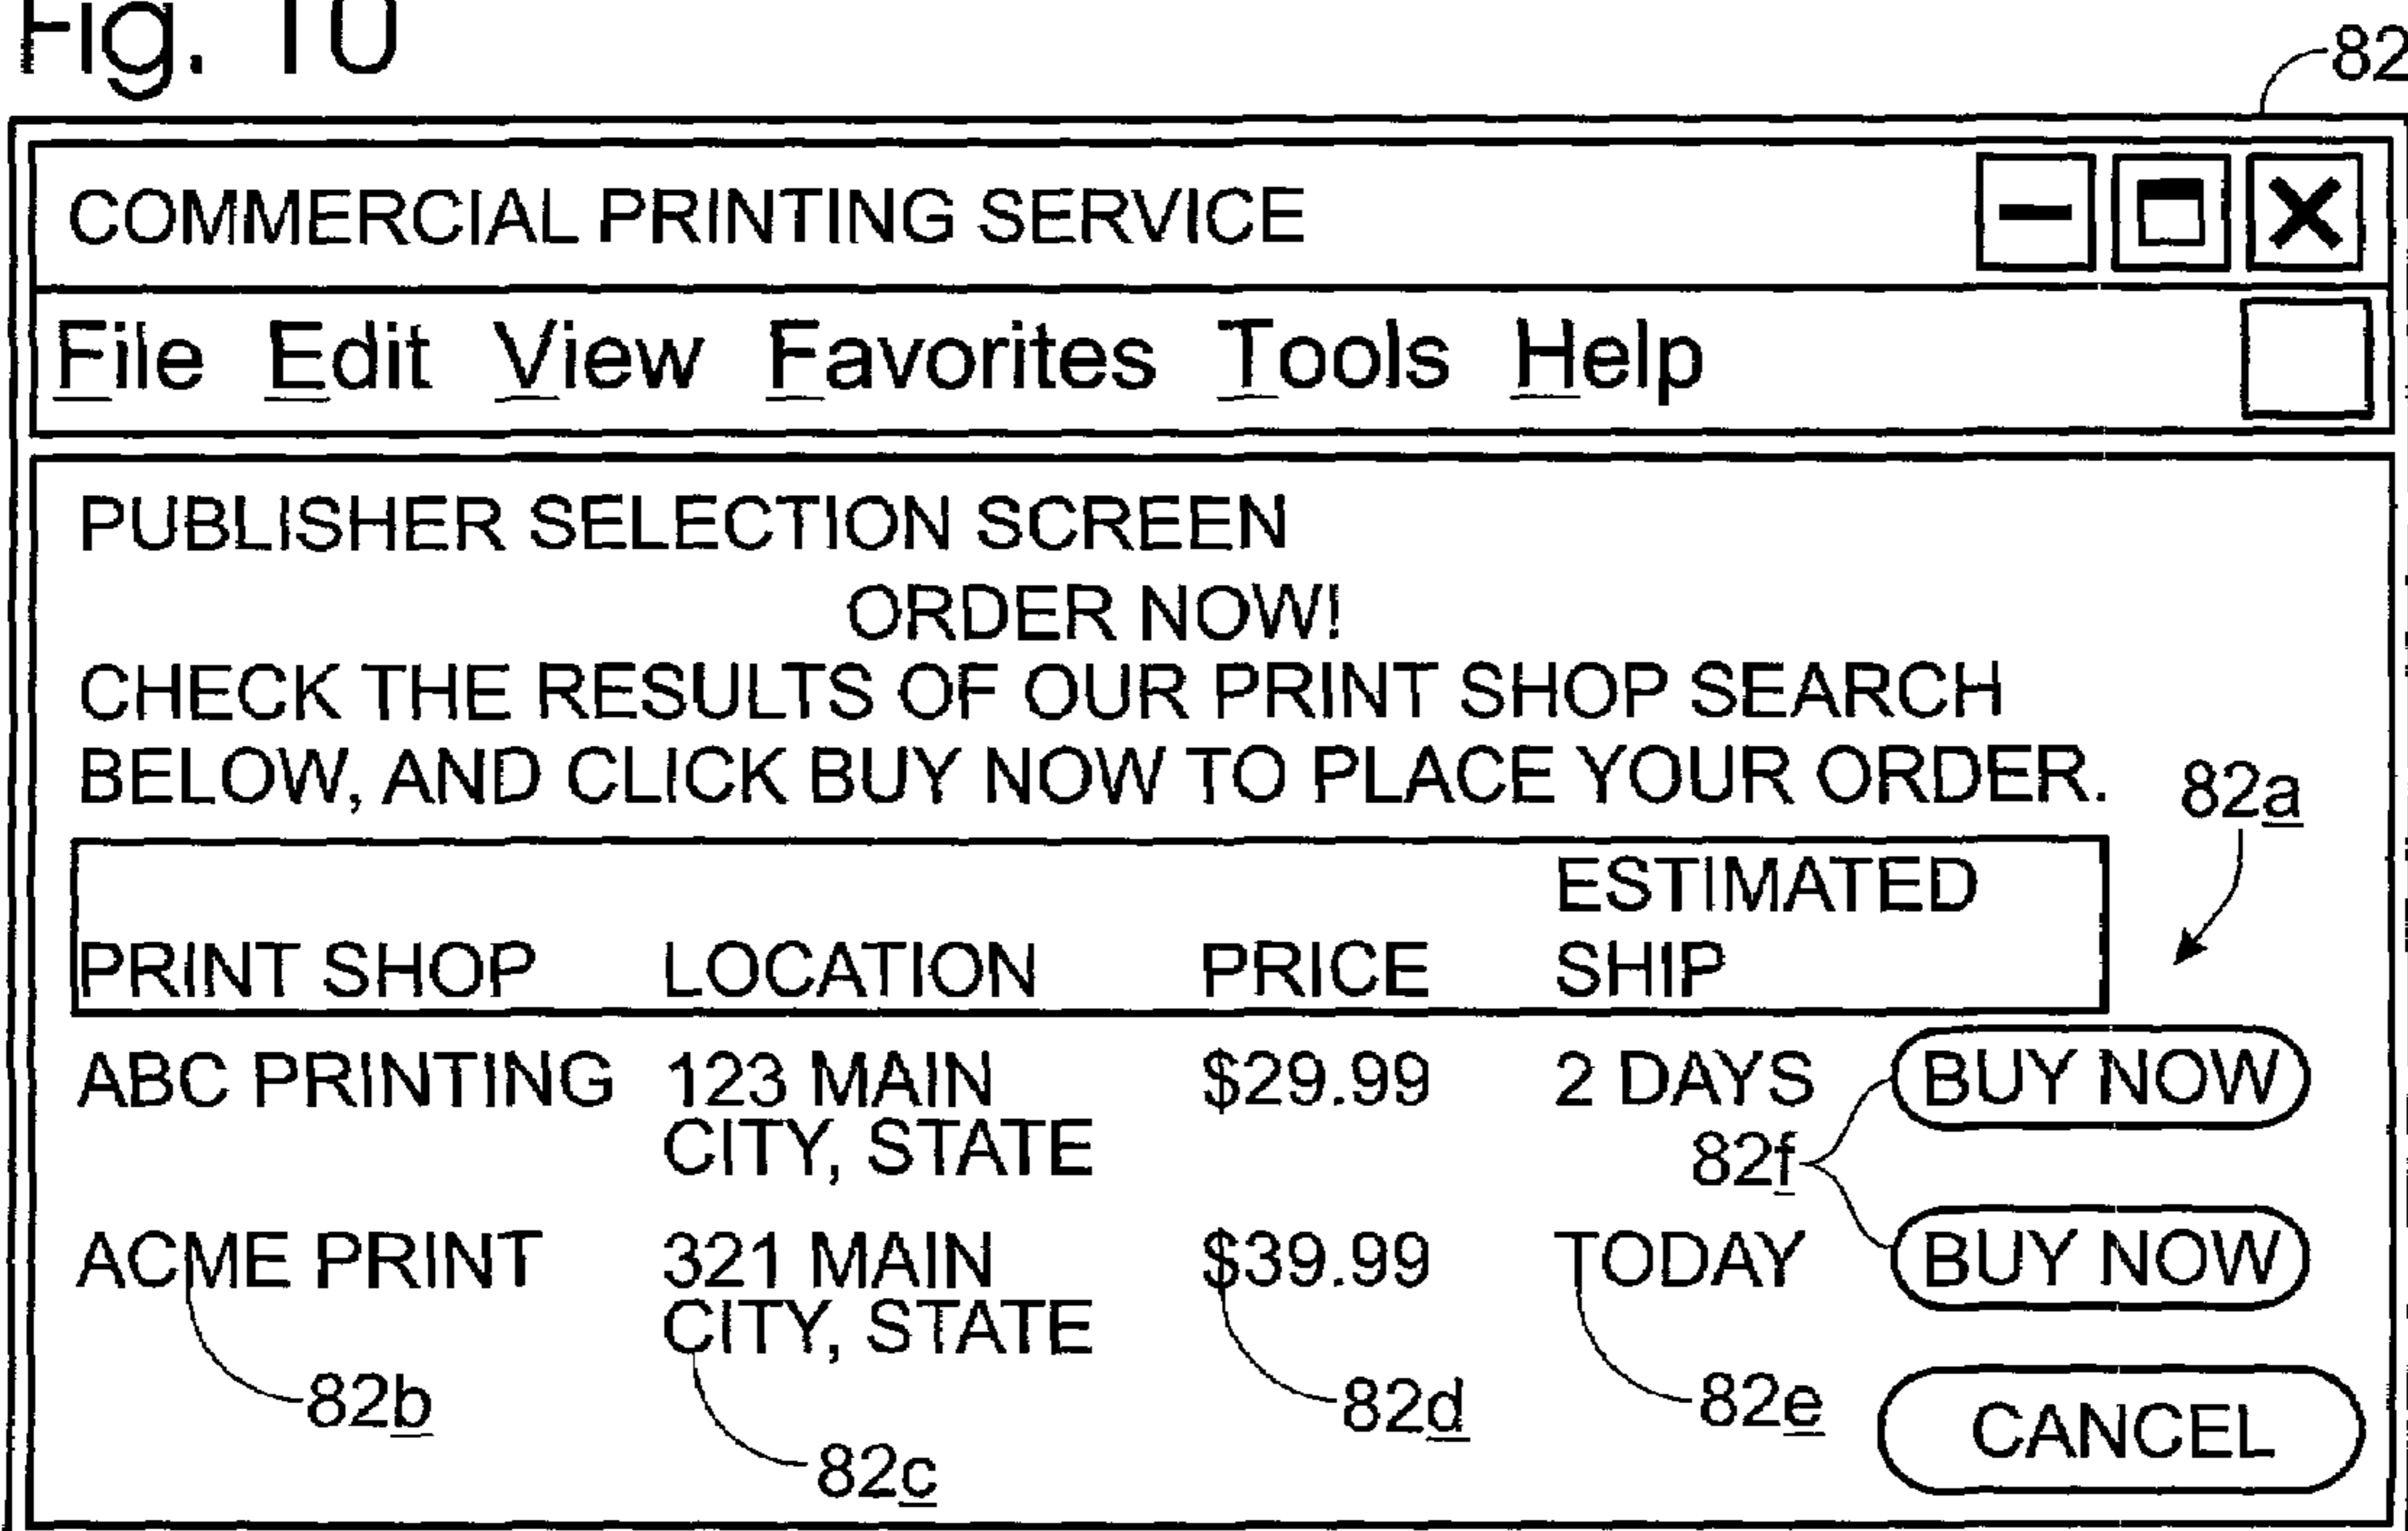 Fig. 10
82
COMMERCIAL PRINTING SERVICE
File Edit View Favorites Tools Help
PUBLISHER SELECTION SCREEN
ORDER NOW!
CHECK THE RESULTS OF OUR PRINT SHOP SEARCH
BELOW, AND CLICK BUY NOW TO PLACE YOUR ORDER.
82a
ESTIMATED
PRINT SHOP LOCATION PRICE SHIP
ABC PRINTING 123 MAIN $29.99 2 DAYS BUY NOW
CITY, STATE
82f
ACME PRINT 321 MAIN $39.99 TODAY BUY NOW
CITY, STATE
82b 82d 82e
CANCEL
82c